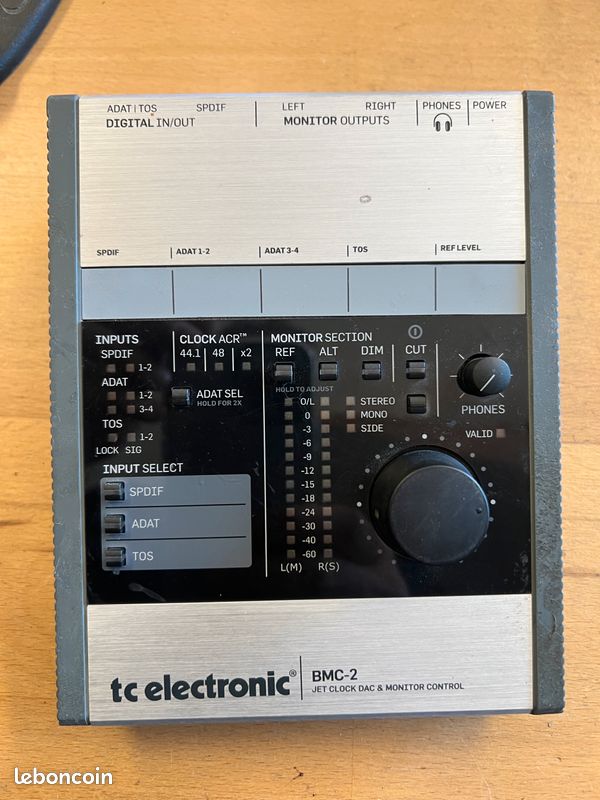 ADAT | TOS SPDIF LEFT RIGHT PHONES POWER
DIGITAL IN/OUT MONITOR OUTPUTS
SPDIF ADAT 1-2 ADAT 3-4 TOS REF LEVEL
INPUTS
SPDIF
1-2
ADAT
1-2
3-4
TOS
1-2
LOCK SIG
CLOCK ACR™
44.1 48 x2
ADAT SEL
HOLD FOR 2X
INPUT SELECT
SPDIF
ADAT
TOS
MONITOR SECTION
REF ALT DIM CUT
HOLD TO ADJUST
O/L
0
-3
-6
-9
-12
-15
-18
-24
-30
-40
-60
L(M) R(S)
STEREO
MONO
SIDE
PHONES
VALID
tc electronic®
BMC-2
JET CLOCK DAC & MONITOR CONTROL
leboncoin